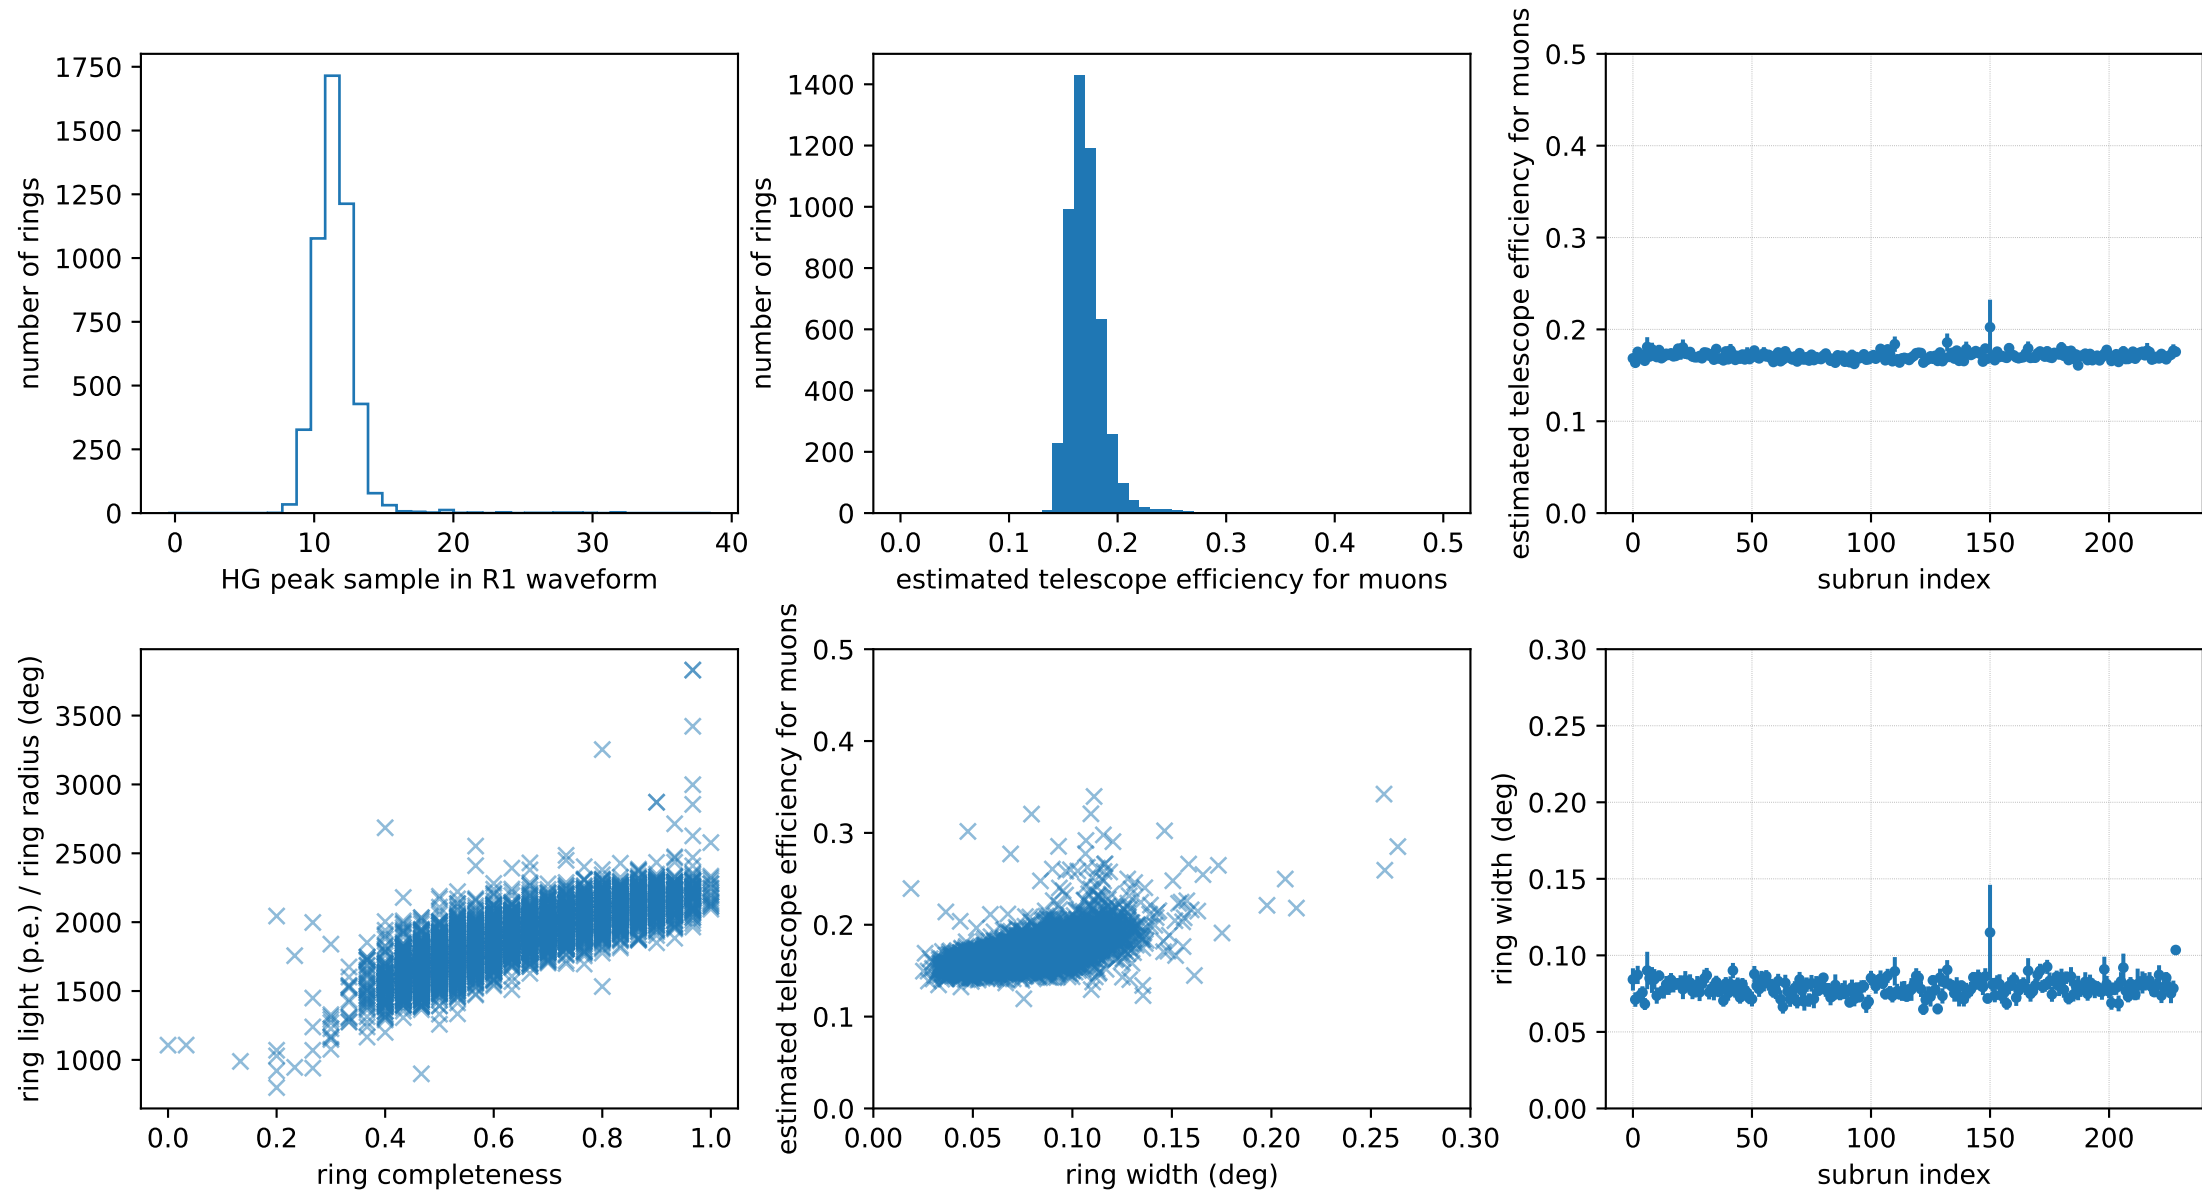 1750
1500
1250
1000
750
500
250
0
number of rings
0 10 20 30 40
HG peak sample in R1 waveform
1400
1200
1000
800
600
400
200
0
number of rings
0.0 0.1 0.2 0.3 0.4 0.5
estimated telescope efficiency for muons
0.5
0.4
0.3
0.2
0.1
0.0
estimated telescope efficiency for muons
0 50 100 150 200
subrun index
3500
3000
2500
2000
1500
1000
ring light (p.e.) / ring radius (deg)
0.0 0.2 0.4 0.6 0.8 1.0
ring completeness
0.5
0.4
0.3
0.2
0.1
0.0
estimated telescope efficiency for muons
0.00 0.05 0.10 0.15 0.20 0.25 0.30
ring width (deg)
0.30
0.25
0.20
0.15
0.10
0.05
0.00
ring width (deg)
0 50 100 150 200
subrun index